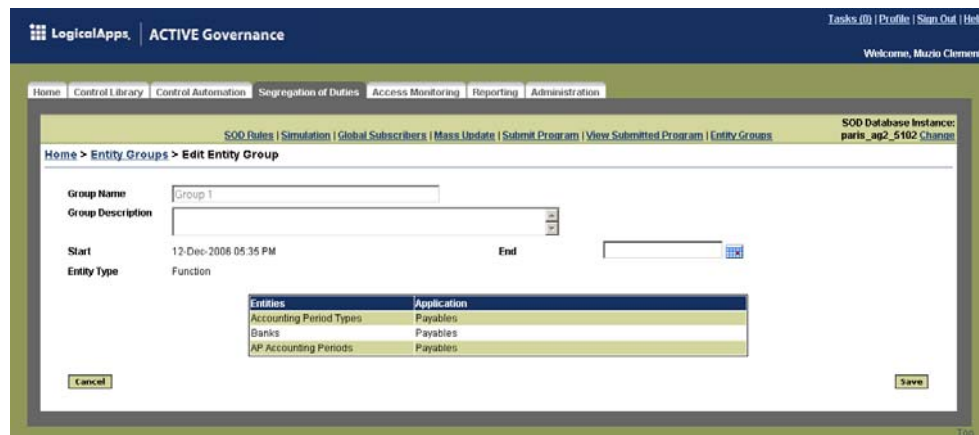 Tasks (0) | Profile | Sign Out | Hel
LogicalApps. ACTIVE Governance
Welcome, Muzio Clemen
Home Control Library Control Automation Segregation of Duties Access Monitoring Reporting Administration
SOD Database Instance:
SOD Rules | Simulation | Global Subscribers | Mass Update | Submit Program | View Submitted Program | Entity Groups paris_ag2_5102 Change
Home > Entity Groups > Edit Entity Group
Group Name Group 1
Group Description
Start 12-Dec-2006 05:35 PM End
Entity Type Function
Entities Application
Accounting Period Types Payables
Banks Payables
AP Accounting Periods Payables
Cancel Save
Top